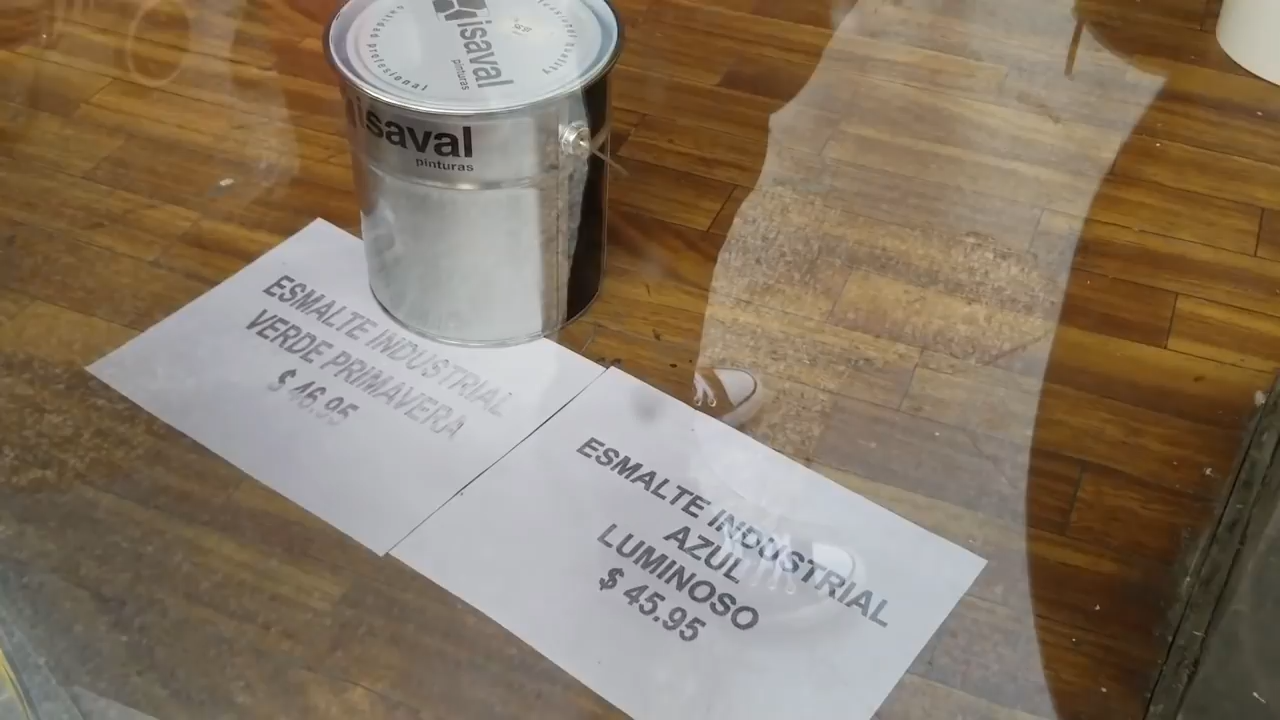 isaval
pinturas
isaval
pinturas
ESMALTE INDUSTRIAL
VERDE PRIMAVERA
$ 46.95
ESMALTE INDUSTRIAL
AZUL
LUMINOSO
$ 45.95